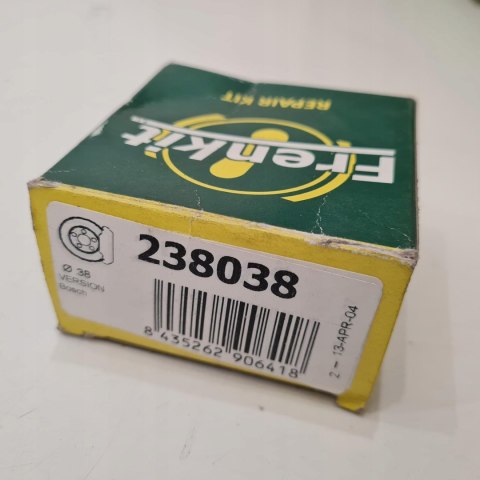 REPAIR KIT
Frenkit
238038
Ø 38
VERSION
Bosch
8 435262 906418
2 - 13-APR-04